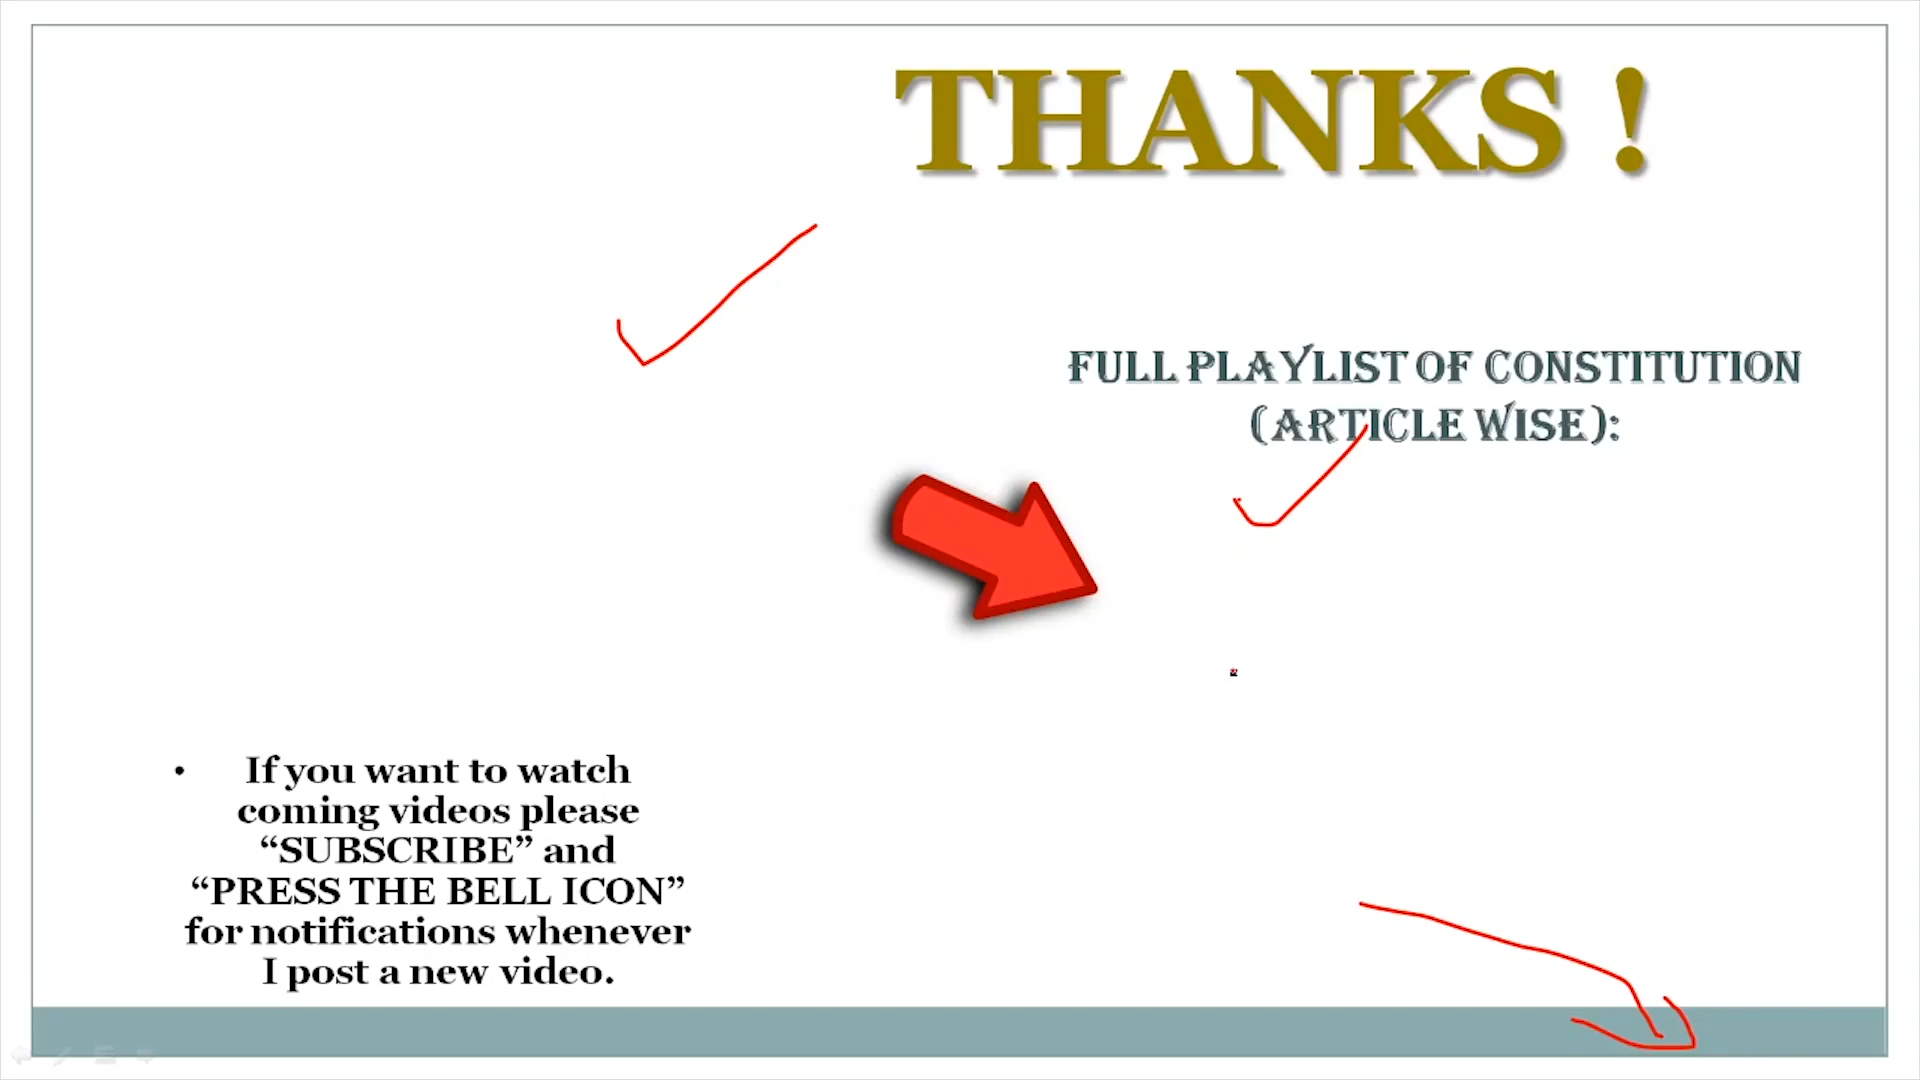 THANKS !
FULL PLAYLIST OF CONSTITUTION
(ARTICLE WISE):
• If you want to watch
coming videos please
“SUBSCRIBE” and
“PRESS THE BELL ICON”
for notifications whenever
I post a new video.